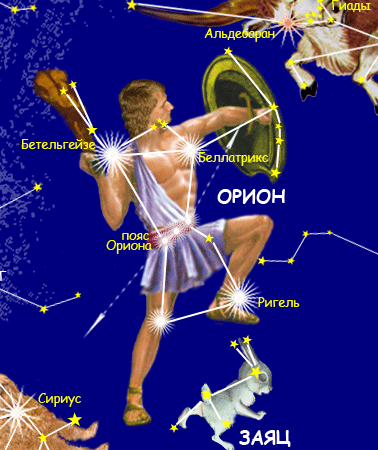 Гиады
Альдебаран
Бетельгейзе
Беллатрикс
ОРИОН
пояс
Ориона
Ригель
Сириус
ЗАЯЦ